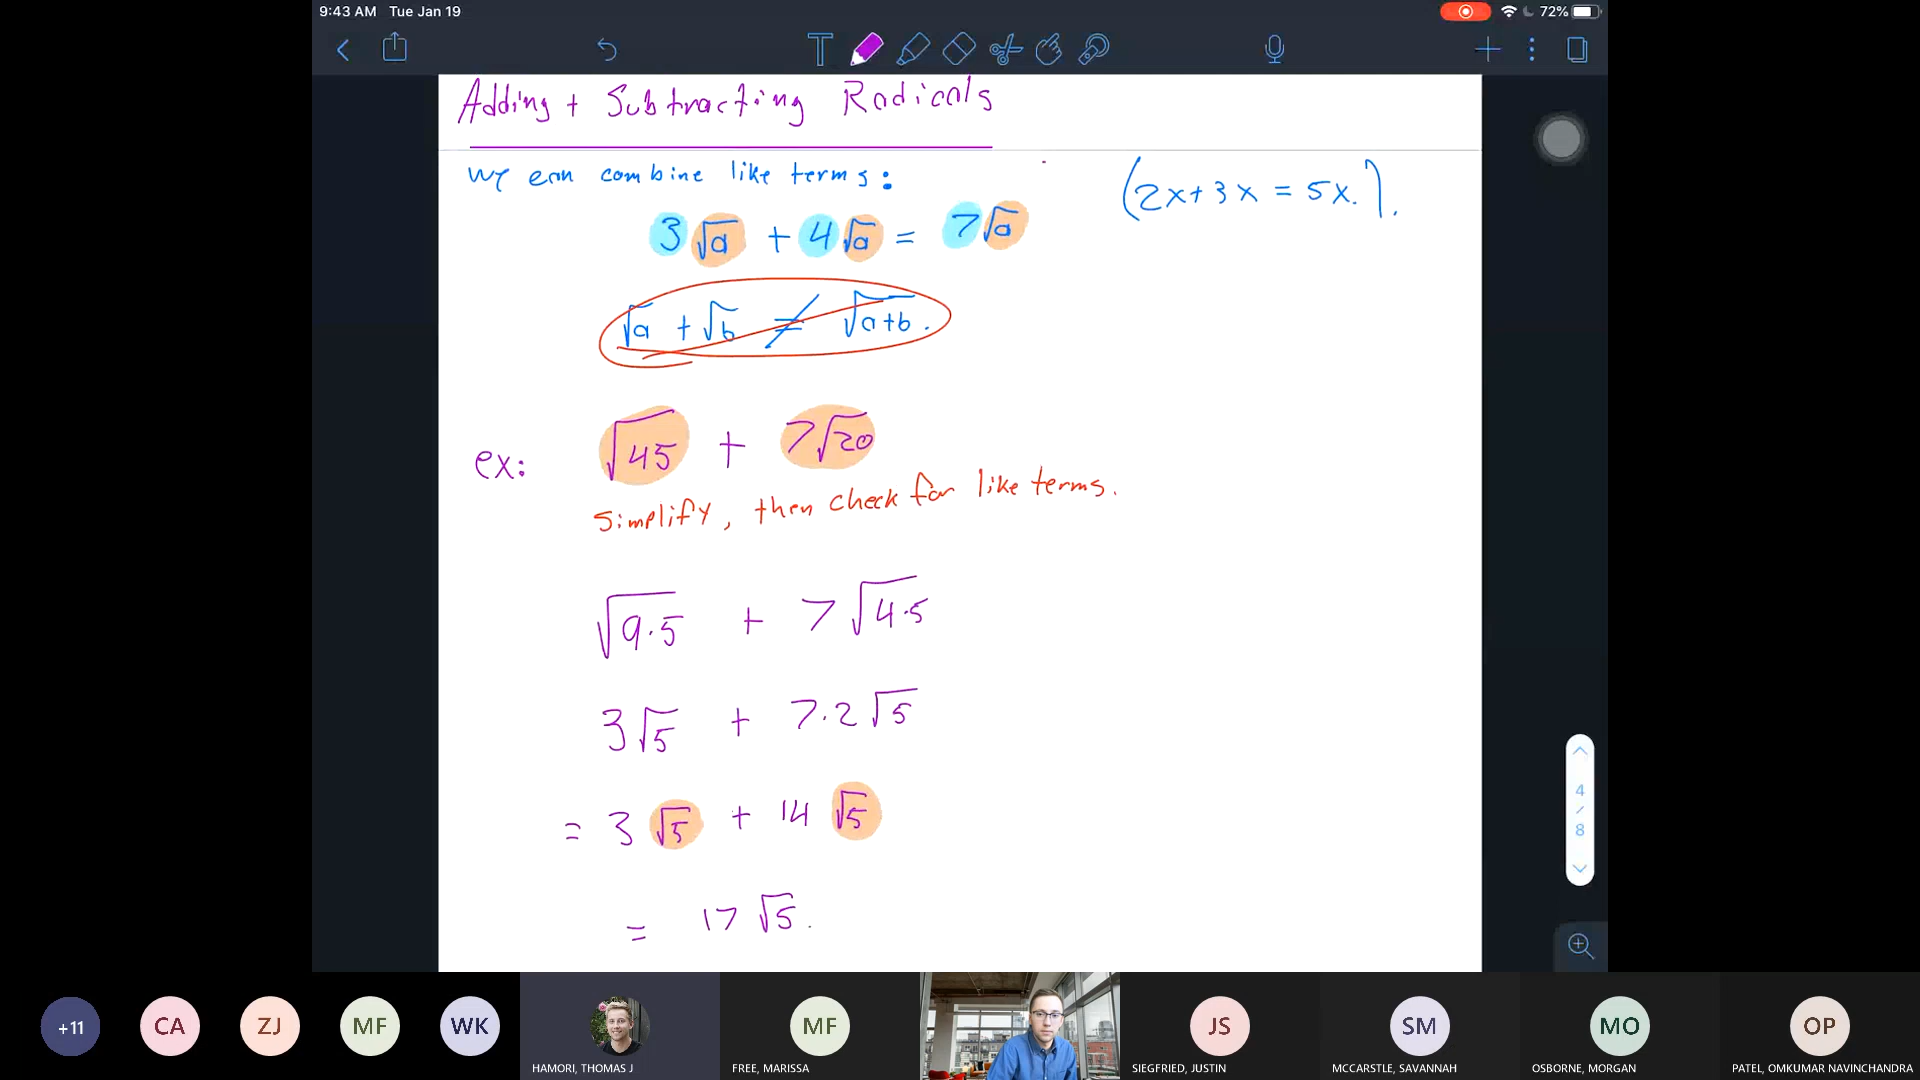 9:43 AM Tue Jan 19
72%
Adding + Subtracting Radicals
we can combine like terms:
(2x+3x = 5x.).
3√a + 4√a = 7√a
√a + √b ≠ √a+b.
ex: √45 + 7√20
simplify, then check for like terms.
√9·5 + 7√4·5
3√5 + 7·2√5
= 3√5 + 14√5
= 17√5.
4
/
8
+11
CA
ZJ
MF
WK
HAMORI, THOMAS J
MF
FREE, MARISSA
JS
SIEGFRIED, JUSTIN
SM
MCCARSTLE, SAVANNAH
MO
OSBORNE, MORGAN
OP
PATEL, OMKUMAR NAVINCHANDRA